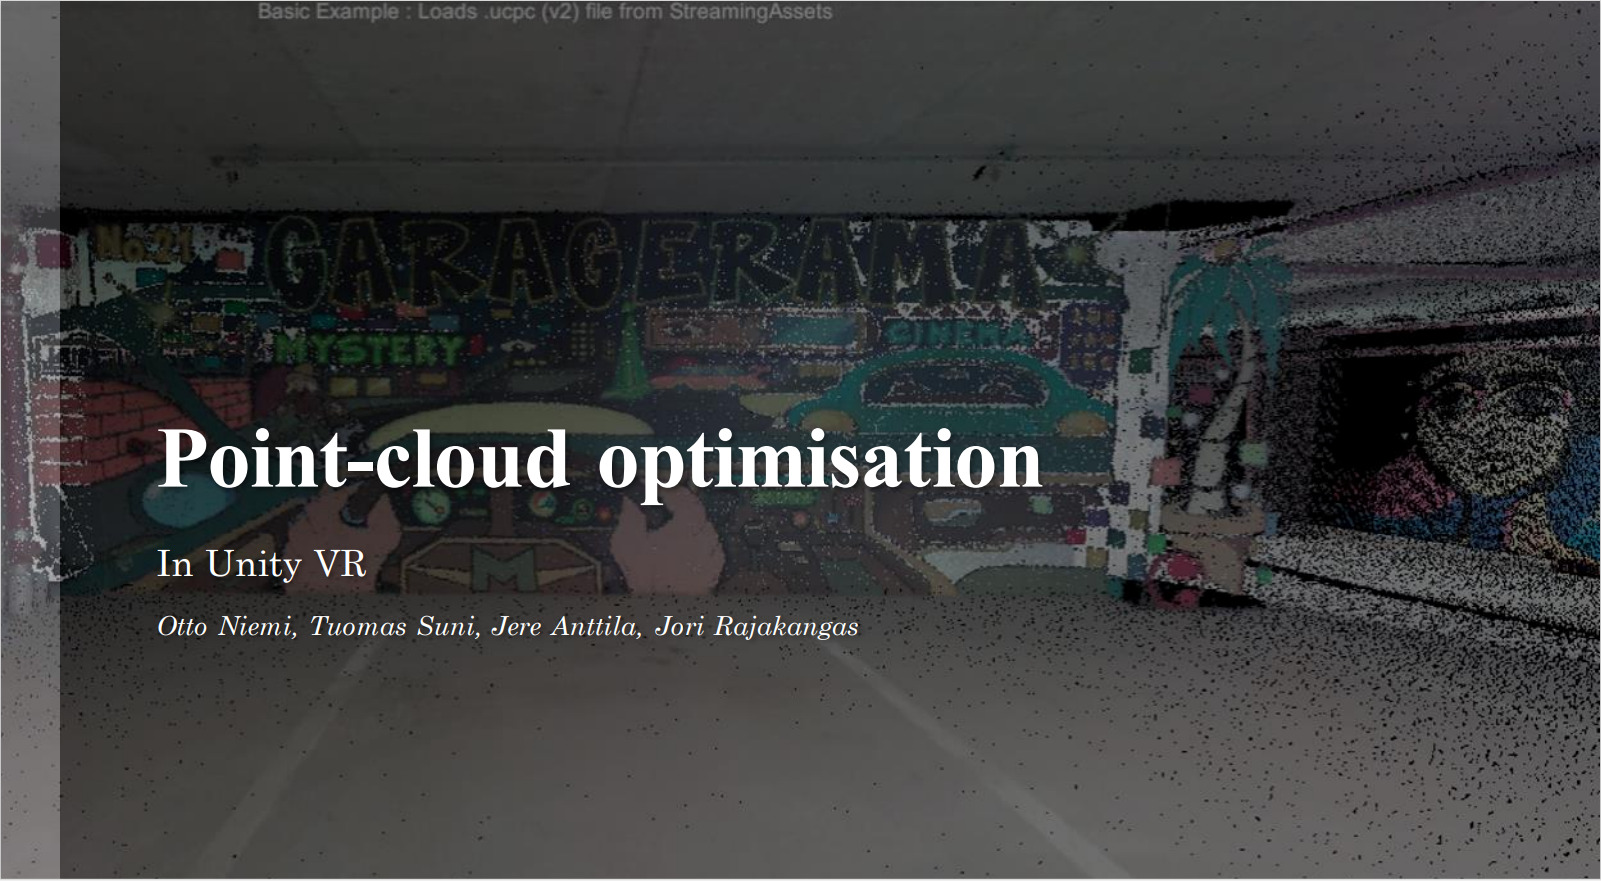 Basic Example : Loads .ucpc (v2) file from StreamingAssets
No.21
GARAGERAMA
MYSTERY
CINEMA
Point-cloud optimisation
M
In Unity VR
Otto Niemi, Tuomas Suni, Jere Anttila, Jori Rajakangas